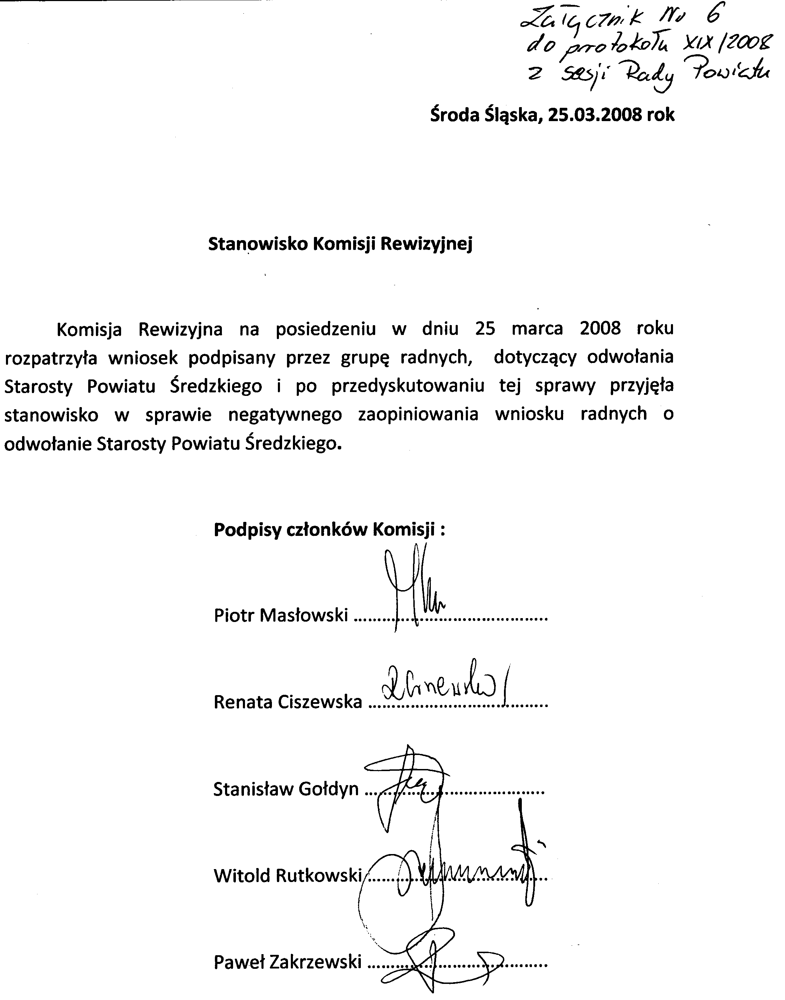 Załącznik Nr 6
do protokołu XIX/2008
z sesji Rady Powiatu
Środa Śląska, 25.03.2008 rok
Stanowisko Komisji Rewizyjnej
Komisja Rewizyjna na posiedzeniu w dniu 25 marca 2008 roku
rozpatrzyła wniosek podpisany przez grupę radnych, dotyczący odwołania
Starosty Powiatu Średzkiego i po przedyskutowaniu tej sprawy przyjęła
stanowisko w sprawie negatywnego zaopiniowania wniosku radnych o
odwołanie Starosty Powiatu Średzkiego.
Podpisy członków Komisji :
Piotr Masłowski ..........................................
Renata Ciszewska .......................................
Stanisław Gołdyn .......................................
Witold Rutkowski .......................................
Paweł Zakrzewski .......................................